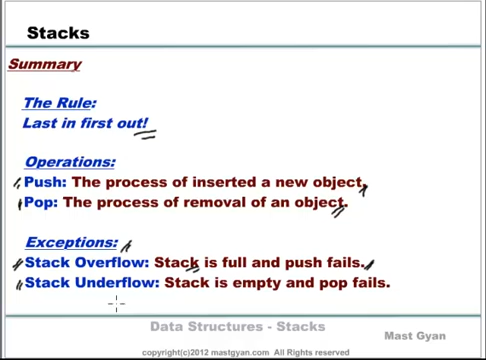 Stacks
Summary
The Rule:
Last in first out!
Operations:
Push: The process of inserted a new object.
Pop: The process of removal of an object.
Exceptions:
Stack Overflow: Stack is full and push fails.
Stack Underflow: Stack is empty and pop fails.
Data Structures - Stacks
Mast Gyan
copyright(c)2012 mastgyan.com All Rights reserved